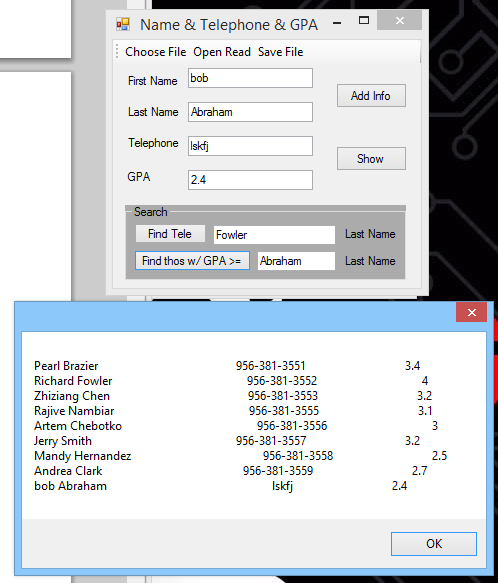 Name & Telephone & GPA
Choose File Open Read Save File
First Name bob
Add Info
Last Name Abraham
Telephone lskfj
Show
GPA 2.4
Search
Find Tele Fowler Last Name
Find thos w/ GPA >= Abraham Last Name
Pearl Brazier 956-381-3551 3.4
Richard Fowler 956-381-3552 4
Zhiziang Chen 956-381-3553 3.2
Rajive Nambiar 956-381-3555 3.1
Artem Chebotko 956-381-3556 3
Jerry Smith 956-381-3557 3.2
Mandy Hernandez 956-381-3558 2.5
Andrea Clark 956-381-3559 2.7
bob Abraham lskfj 2.4
OK